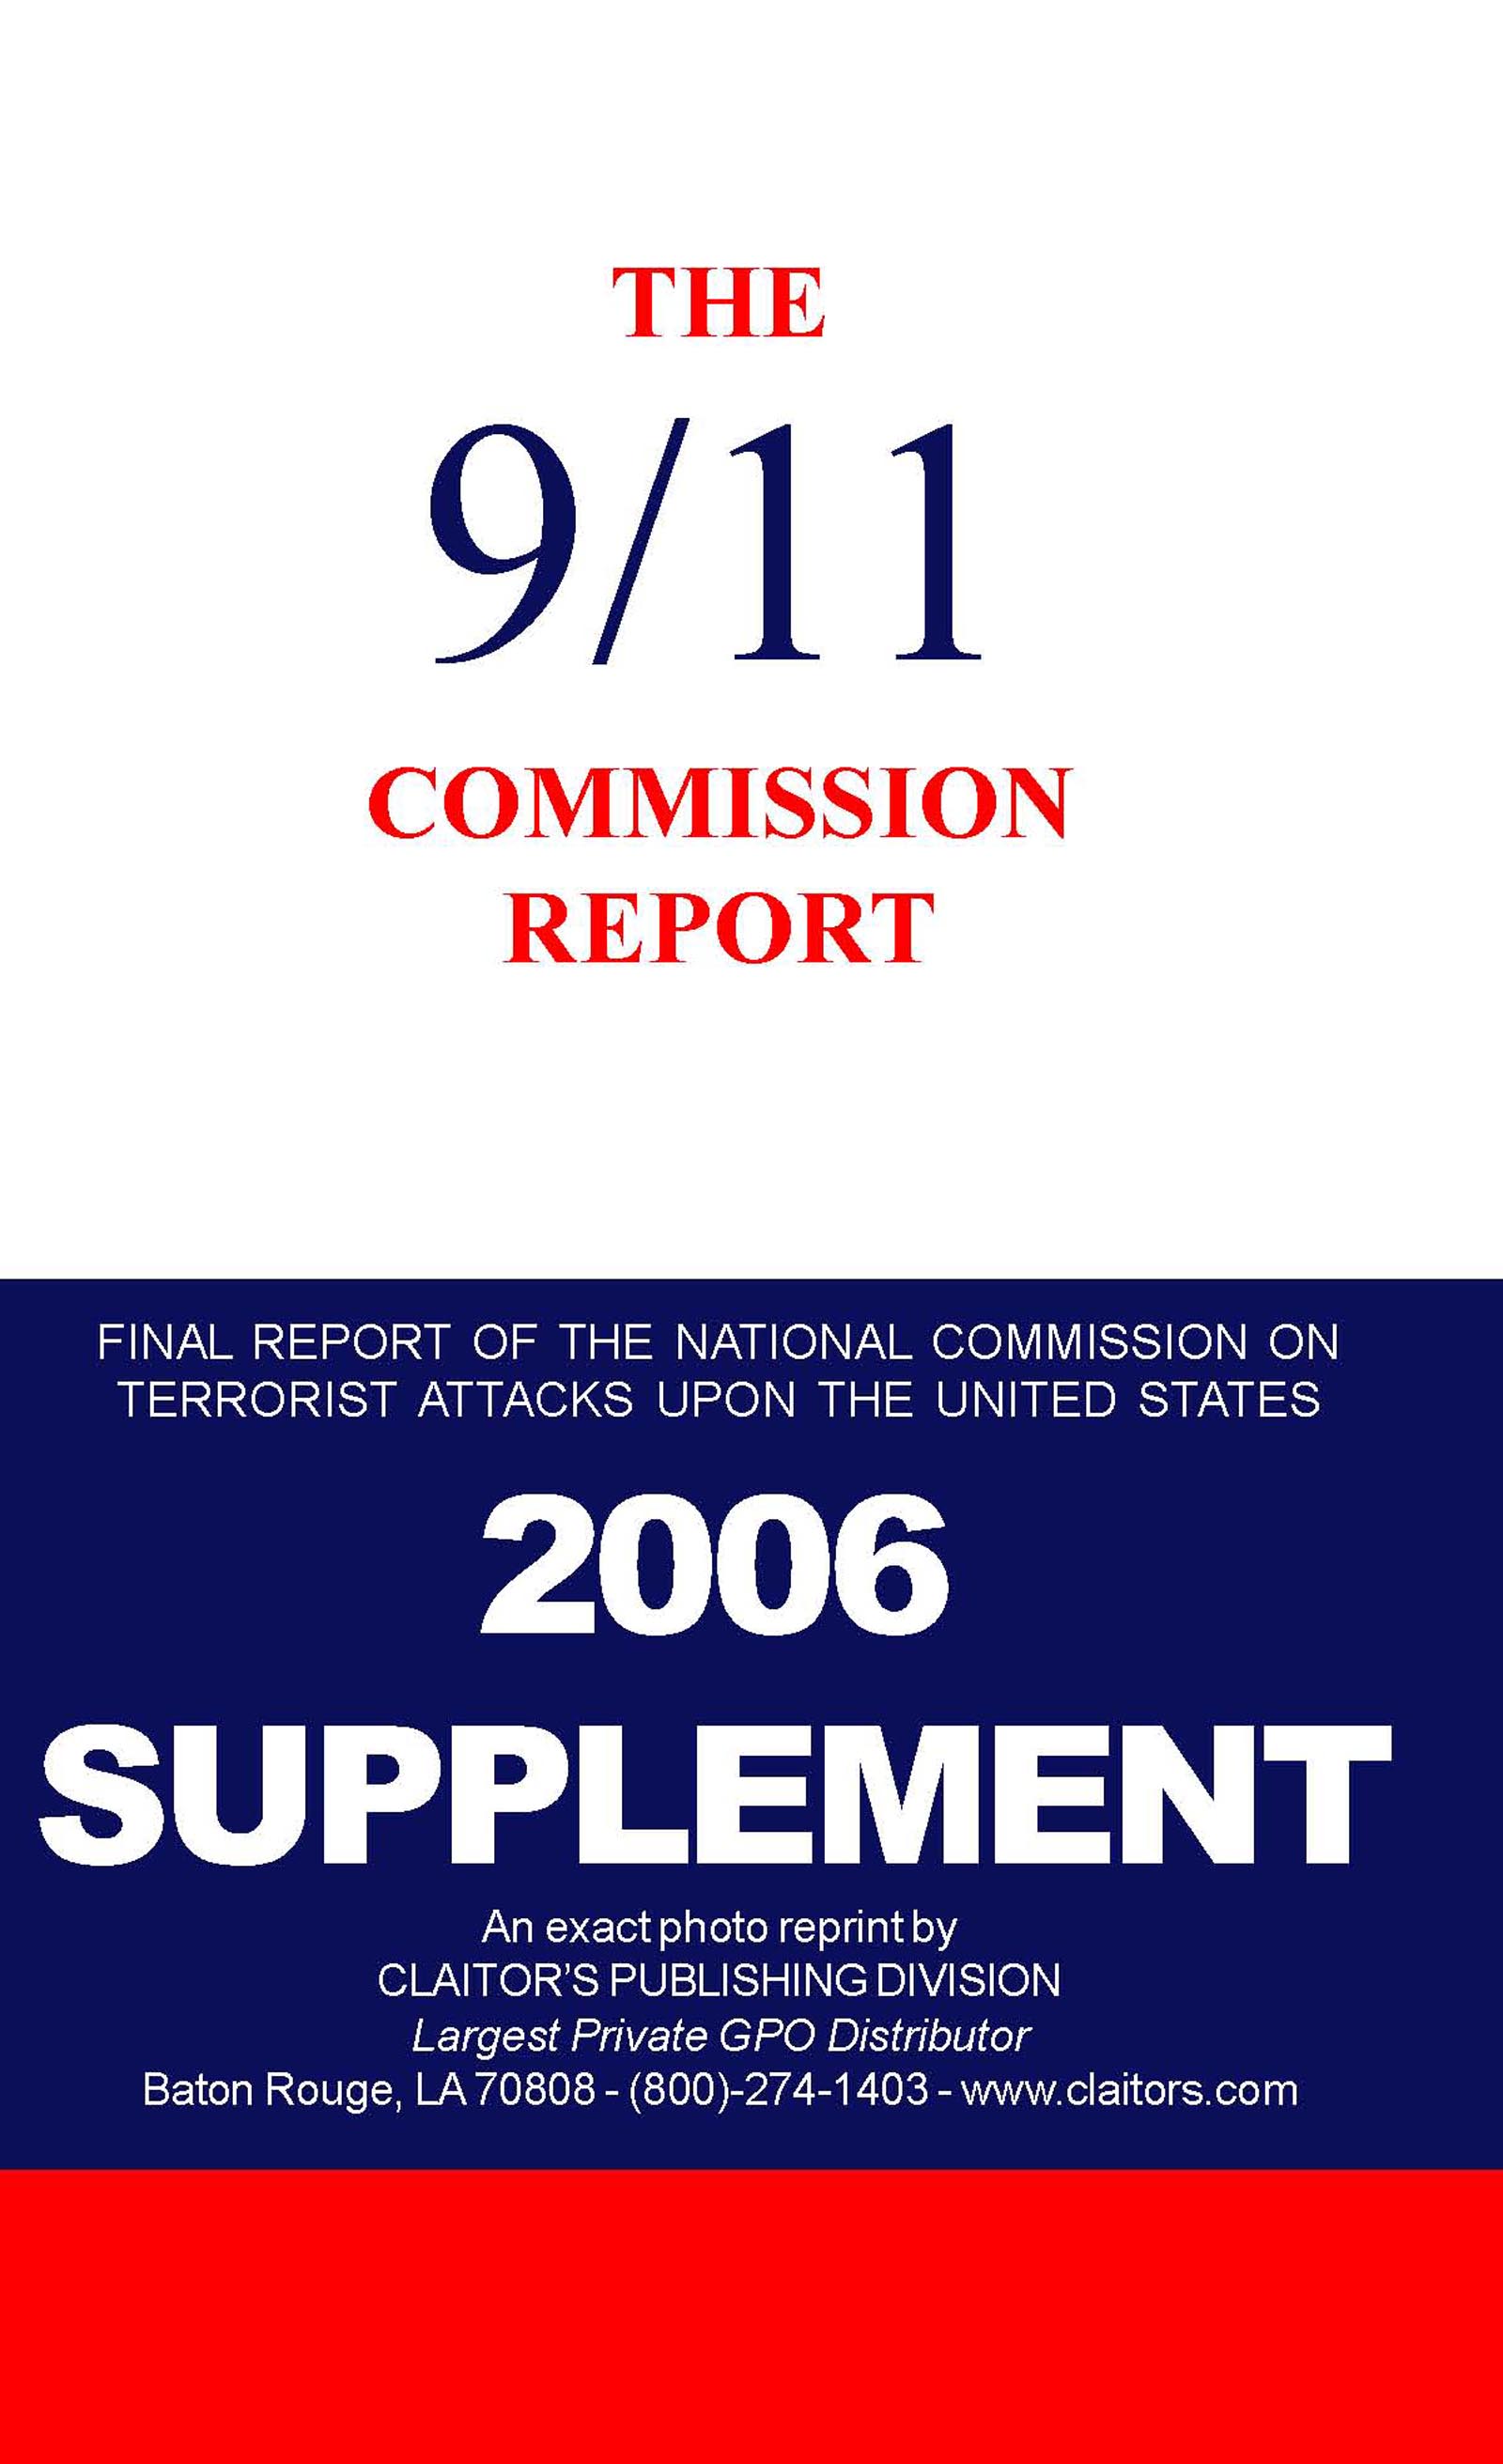 THE
9/11
COMMISSION
REPORT
FINAL REPORT OF THE NATIONAL COMMISSION ON
TERRORIST ATTACKS UPON THE UNITED STATES
2006
SUPPLEMENT
An exact photo reprint by
CLAITOR'S PUBLISHING DIVISION
Largest Private GPO Distributor
Baton Rouge, LA 70808 - (800)-274-1403 - www.claitors.com